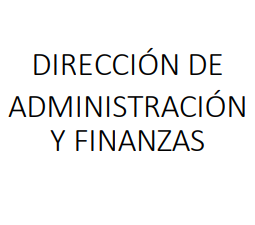 DIRECCIÓN DE
ADMINISTRACIÓN
Y FINANZAS